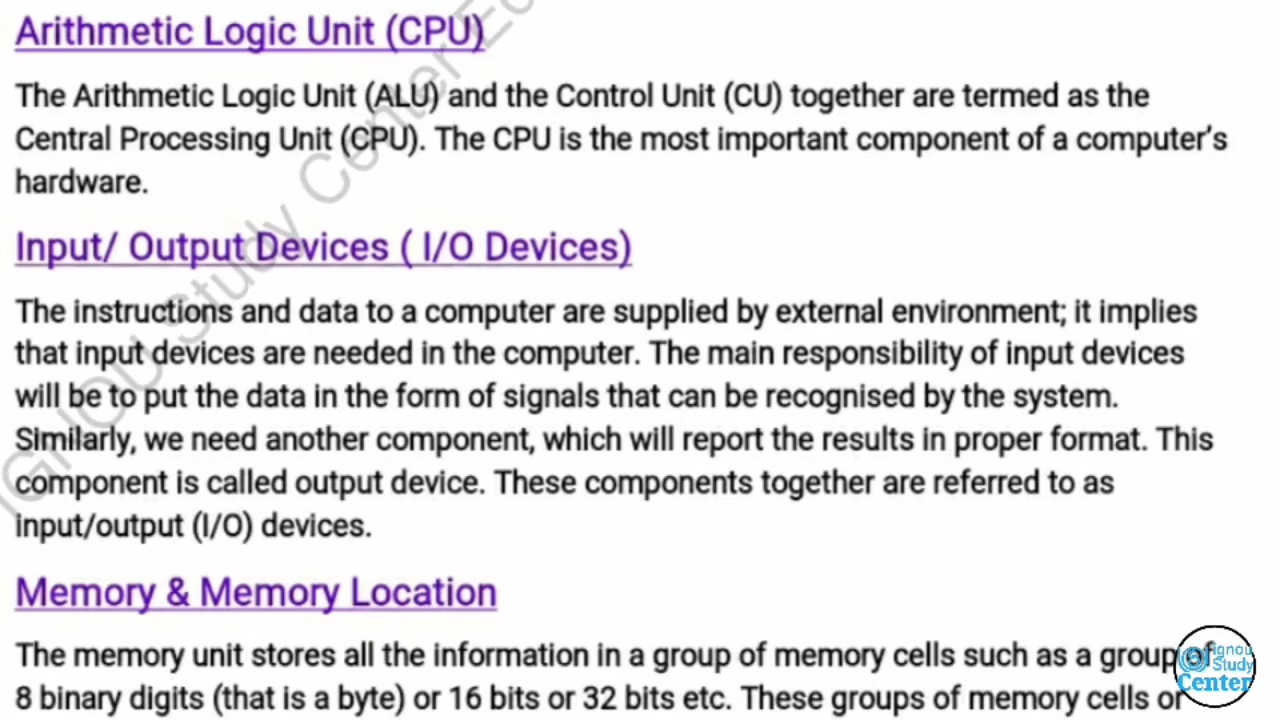 Arithmetic Logic Unit (CPU)
The Arithmetic Logic Unit (ALU) and the Control Unit (CU) together are termed as the
Central Processing Unit (CPU). The CPU is the most important component of a computer's
hardware.
Input/ Output Devices ( I/O Devices)
The instructions and data to a computer are supplied by external environment; it implies
that input devices are needed in the computer. The main responsibility of input devices
will be to put the data in the form of signals that can be recognised by the system.
Similarly, we need another component, which will report the results in proper format. This
component is called output device. These components together are referred to as
input/output (I/O) devices.
Memory & Memory Location
The memory unit stores all the information in a group of memory cells such as a group of
8 binary digits (that is a byte) or 16 bits or 32 bits etc. These groups of memory cells or
IGNOU Study Center
ignou
Study
Center